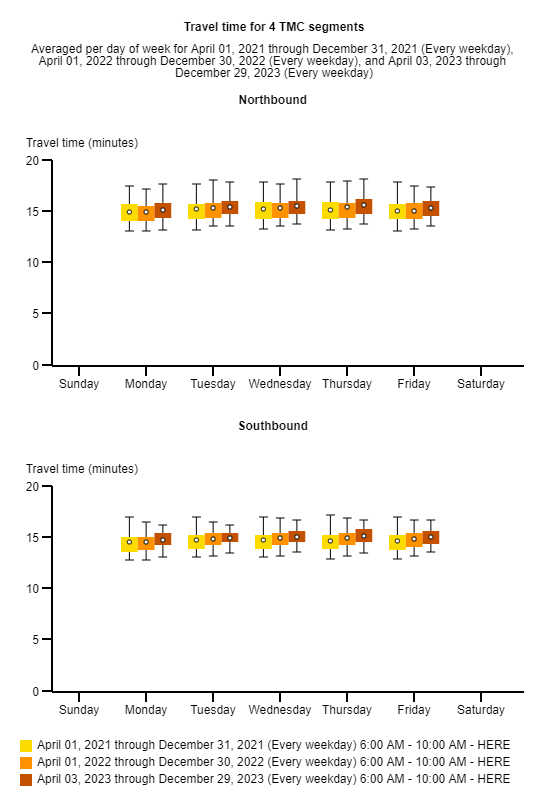 Travel time for 4 TMC segments
Averaged per day of week for April 01, 2021 through December 31, 2021 (Every weekday),
April 01, 2022 through December 30, 2022 (Every weekday), and April 03, 2023 through
December 29, 2023 (Every weekday)
Northbound
Travel time (minutes)
20
15
10
5
0
Sunday Monday Tuesday Wednesday Thursday Friday Saturday
Southbound
Travel time (minutes)
20
15
10
5
0
Sunday Monday Tuesday Wednesday Thursday Friday Saturday
April 01, 2021 through December 31, 2021 (Every weekday) 6:00 AM - 10:00 AM - HERE
April 01, 2022 through December 30, 2022 (Every weekday) 6:00 AM - 10:00 AM - HERE
April 03, 2023 through December 29, 2023 (Every weekday) 6:00 AM - 10:00 AM - HERE